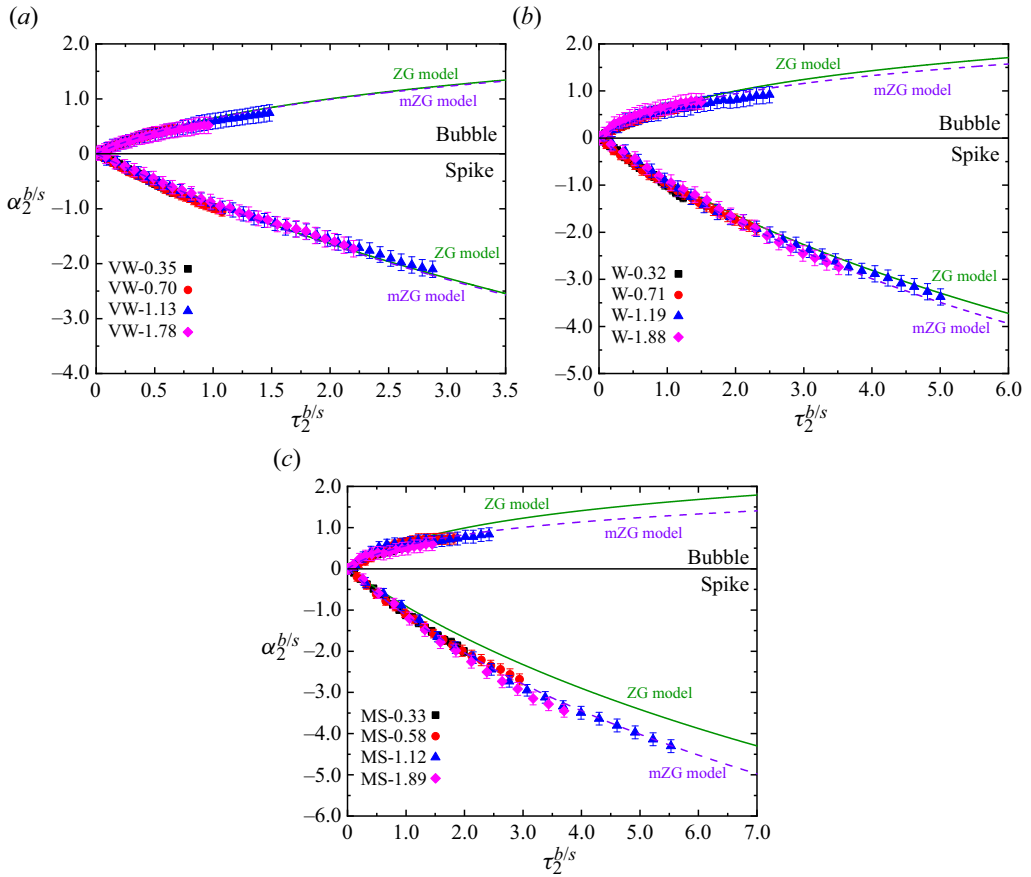 (a)
2.0
1.0
0
–1.0
–2.0
–3.0
–4.0
α₂^{b/s}
ZG model
mZG model
Bubble
Spike
ZG model
mZG model
VW-0.35
VW-0.70
VW-1.13
VW-1.78
0 0.5 1.0 1.5 2.0 2.5 3.0 3.5
τ₂^{b/s}
(b)
2.0
1.0
0
–1.0
–2.0
–3.0
–4.0
–5.0
ZG model
mZG model
Bubble
Spike
ZG model
mZG model
W-0.32
W-0.71
W-1.19
W-1.88
0 1.0 2.0 3.0 4.0 5.0 6.0
τ₂^{b/s}
(c)
2.0
1.0
0
–1.0
–2.0
–3.0
–4.0
–5.0
–6.0
α₂^{b/s}
ZG model
mZG model
Bubble
Spike
ZG model
mZG model
MS-0.33
MS-0.58
MS-1.12
MS-1.89
0 1.0 2.0 3.0 4.0 5.0 6.0 7.0
τ₂^{b/s}